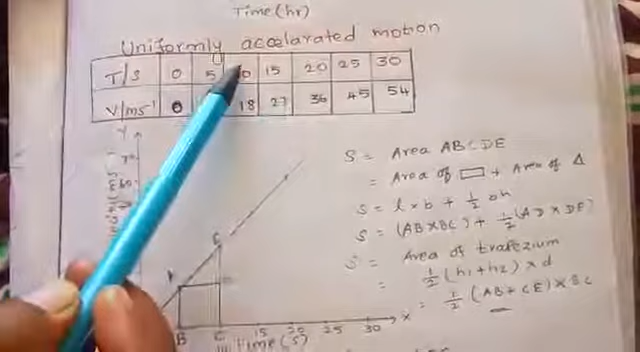 Time(hr)
Uniformly accelarated motion
T/S 0 5 10 15 20 25 30
V/ms-1 0 18 27 36 45 54
Y
S = Area ABCDE
= Area of ▭ + Area of Δ
S = l x b + 1/2 bh
S = (AB X BC) + 1/2 (AD X DE)
S = Area of trapezium
= 1/2 (h1 + h2) x d
= 1/2 (AB + CE) X BC
B C 15 20 25 30 X
Time(s)